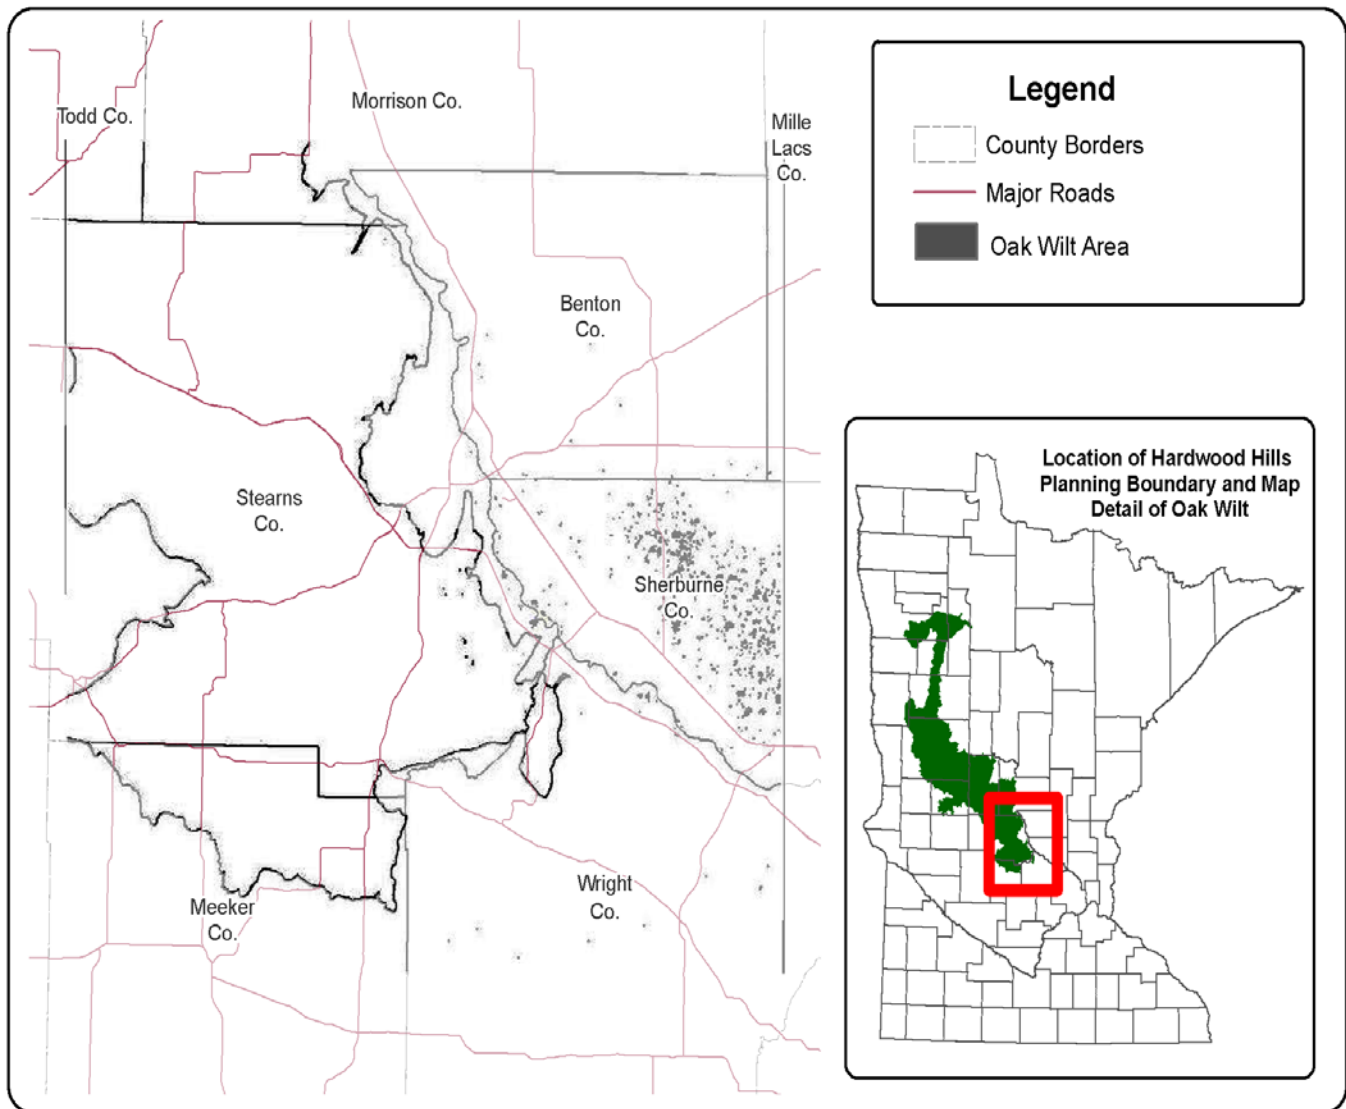 Todd Co.
Morrison Co.
Mille
Lacs
Co.
Benton
Co.
Stearns
Co.
Sherburne
Co.
Wright
Co.
Meeker
Co.
Legend
County Borders
Major Roads
Oak Wilt Area
Location of Hardwood Hills
Planning Boundary and Map
Detail of Oak Wilt